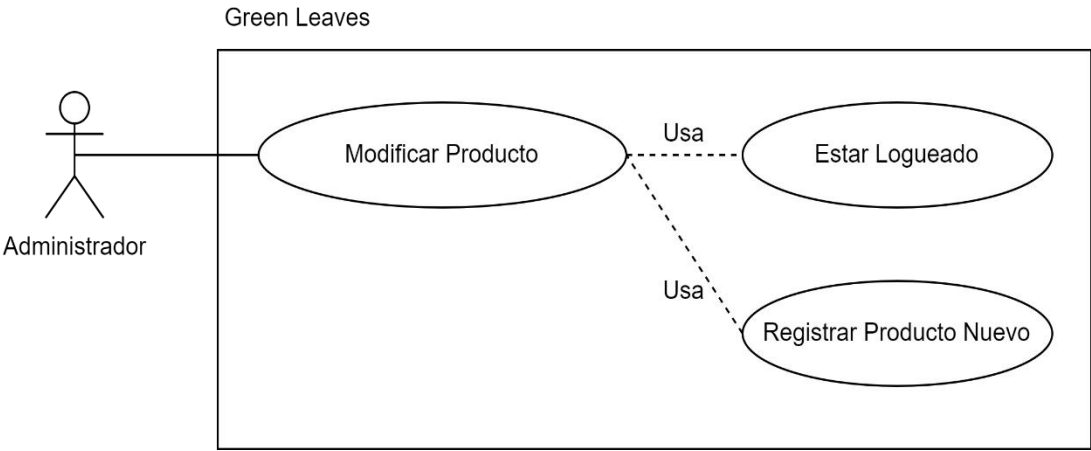 Green Leaves
Modificar Producto
Usa
Estar Logueado
Administrador
Usa
Registrar Producto Nuevo